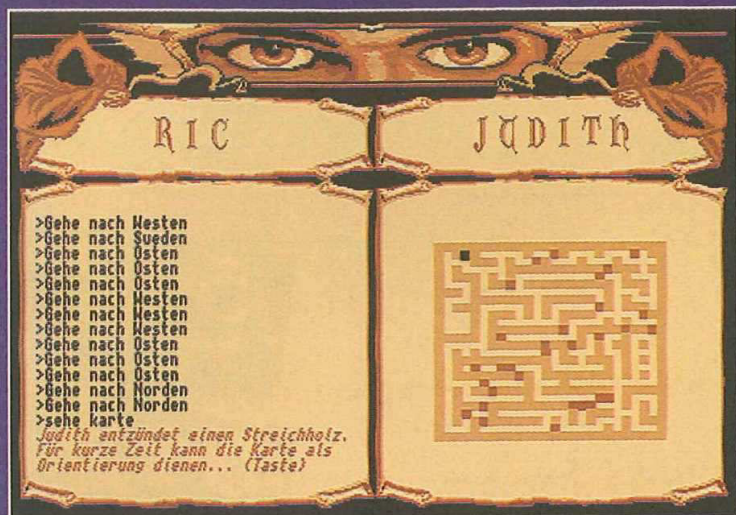 RIC
JUDITh
>Gehe nach Westen
>Gehe nach Sueden
>Gehe nach Osten
>Gehe nach Osten
>Gehe nach Osten
>Gehe nach Westen
>Gehe nach Westen
>Gehe nach Westen
>Gehe nach Osten
>Gehe nach Osten
>Gehe nach Osten
>Gehe nach Norden
>Gehe nach Norden
>sehe karte
Judith entzündet einen Streichholz.
Für kurze Zeit kann die Karte als
Orientierung dienen... (Taste)